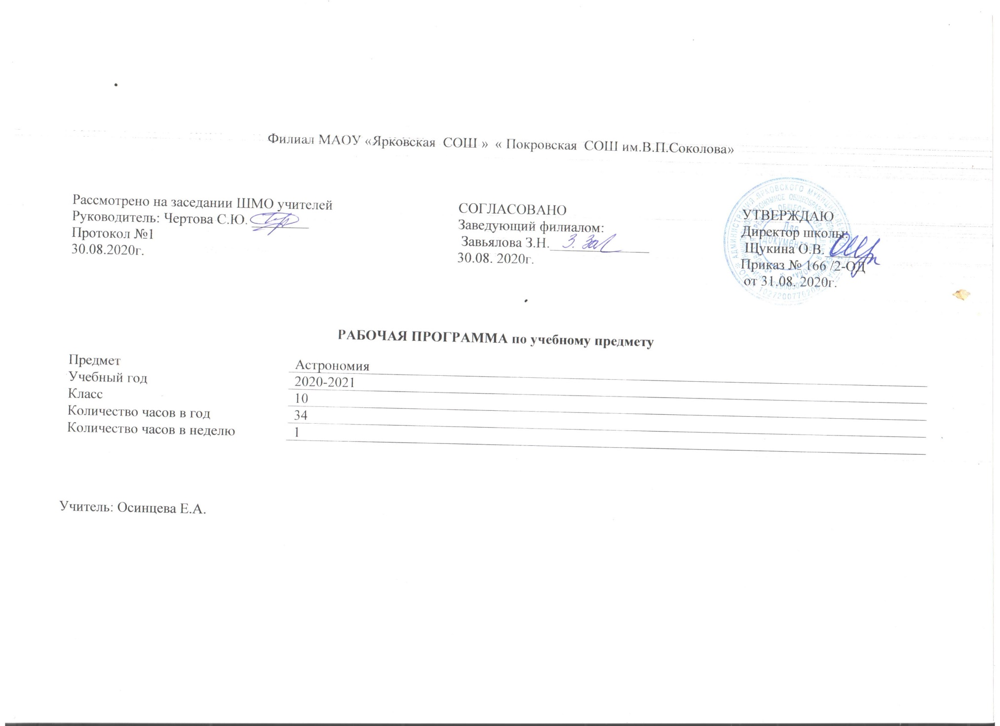 Филиал МАОУ «Ярковская СОШ » « Покровская СОШ им.В.П.Соколова»
Рассмотрено на заседании ШМО учителей
Руководитель: Чертова С.Ю.
Протокол №1
30.08.2020г.
СОГЛАСОВАНО
Заведующий филиалом:
Завьялова З.Н.
30.08. 2020г.
УТВЕРЖДАЮ
Директор школы:
Щукина О.В.
Приказ № 166 /2-ОД
от 31.08. 2020г.
Для
документов
РАБОЧАЯ ПРОГРАММА по учебному предмету
Предмет Астрономия
Учебный год 2020-2021
Класс 10
Количество часов в год 34
Количество часов в неделю 1
Учитель: Осинцева Е.А.